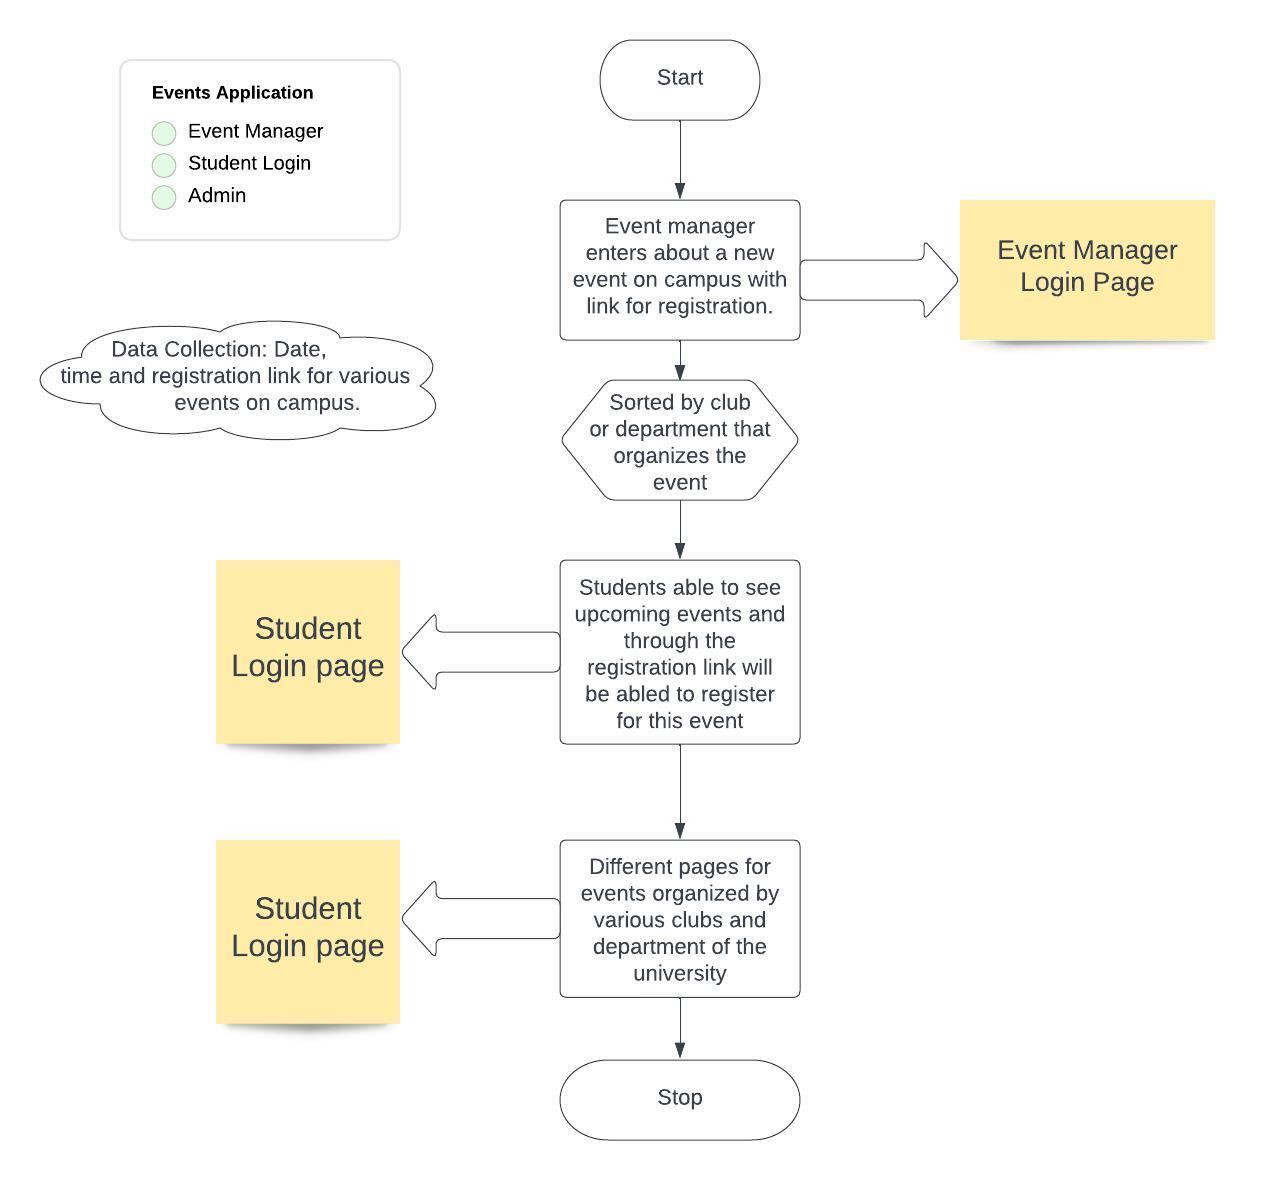 Events Application
Event Manager
Student Login
Admin
Start
Event manager
enters about a new
event on campus with
link for registration.
Event Manager
Login Page
Data Collection: Date,
time and registration link for various
events on campus.
Sorted by club
or department that
organizes the
event
Student
Login page
Students able to see
upcoming events and
through the
registration link will
be abled to register
for this event
Student
Login page
Different pages for
events organized by
various clubs and
department of the
university
Stop